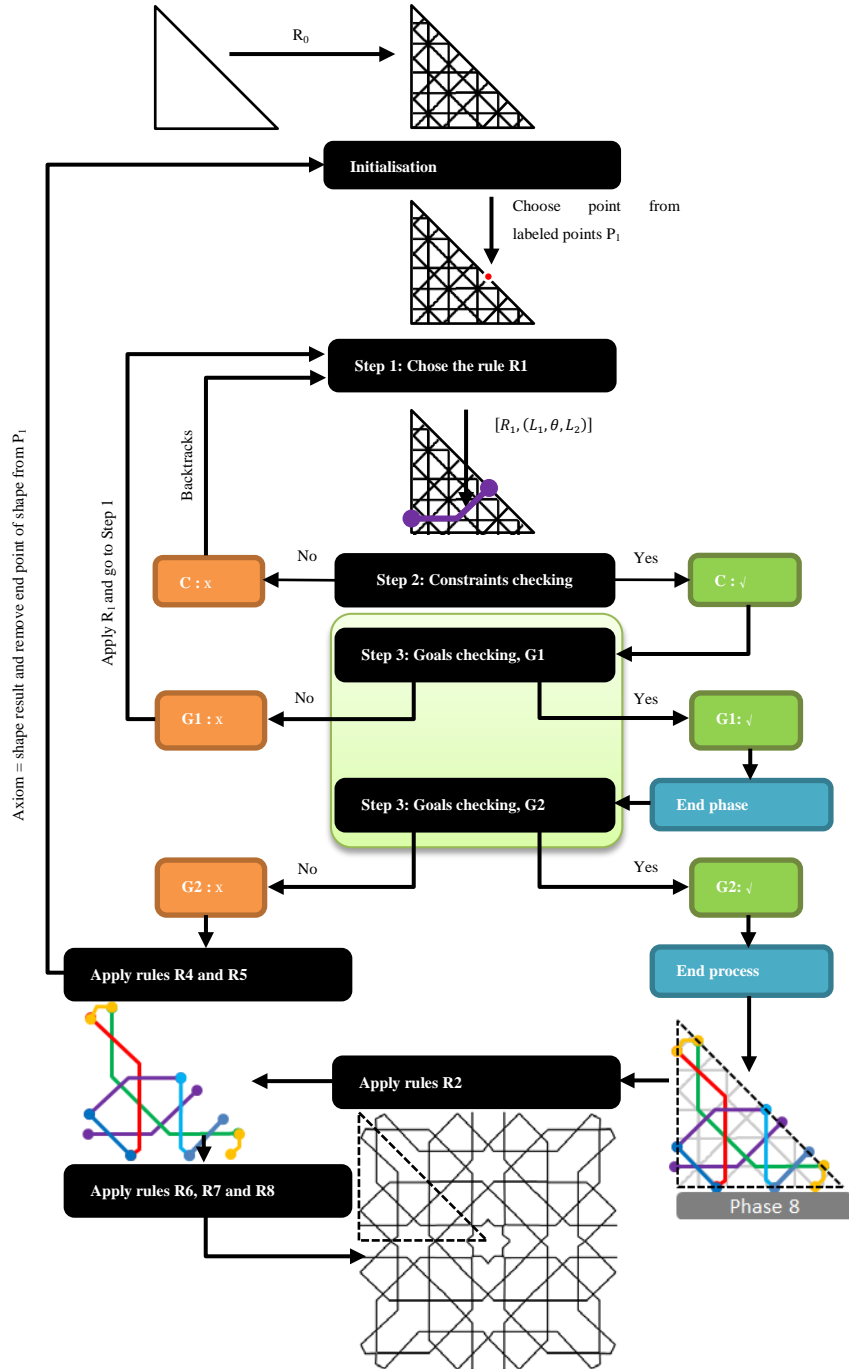 R₀
Initialisation
Choose point from
labeled points P₁
Step 1: Chose the rule R1
[R₁, (L₁, θ, L₂)]
Axiom = shape result and remove end point of shape from P₁
Apply R₁ and go to Step 1
Backtracks
No
Yes
C : x
Step 2: Constraints checking
C : √
Step 3: Goals checking, G1
No
Yes
G1 : x
G1: √
Step 3: Goals checking, G2
End phase
No
Yes
G2 : x
G2: √
Apply rules R4 and R5
End process
Apply rules R2
Apply rules R6, R7 and R8
Phase 8